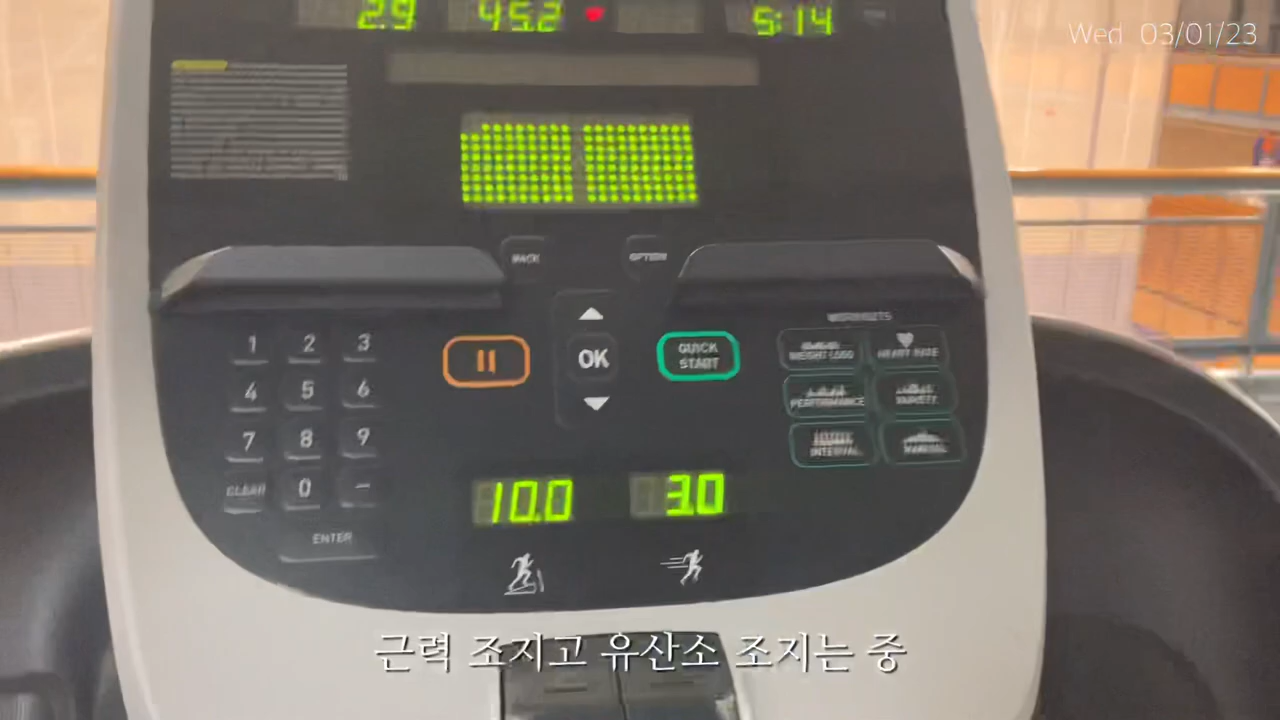 2.9 45.2 5:14
Wed 03/01/23
BACK OPTION
WORKOUTS
1 2 3
QUICK
START
OK
WEIGHT LOSS HEART RATE
4 5 6
PERFORMANCE VARIETY
7 8 9
INTERVAL MANUAL
CLEAR 0 -
10.0 3.0
ENTER
근력 조지고 유산소 조지는 중